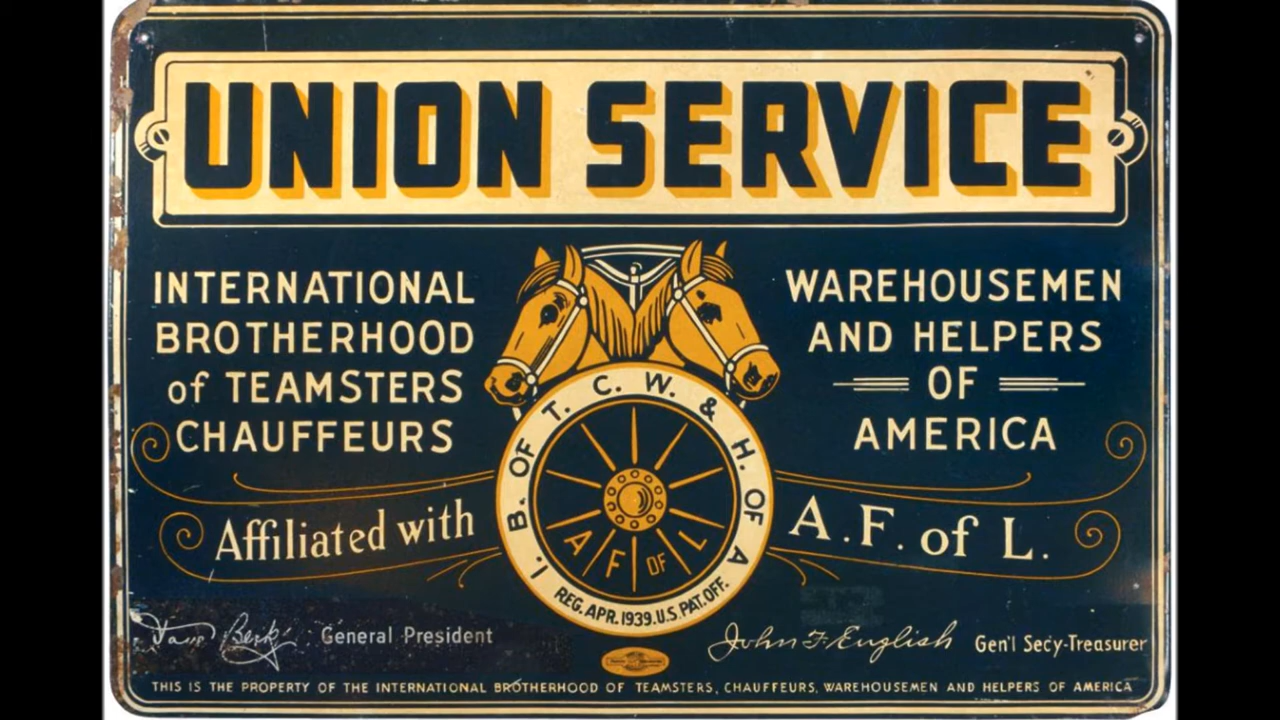 UNION SERVICE
INTERNATIONAL
BROTHERHOOD
of TEAMSTERS
CHAUFFEURS
WAREHOUSEMEN
AND HELPERS
OF
AMERICA
I. B. OF T. C. W. & H. OF A
A F OF L
REG. APR. 1939. U.S. PAT. OFF.
Affiliated with
A.F. of L.
General President
John F. English Gen'l Sec'y-Treasurer
THIS IS THE PROPERTY OF THE INTERNATIONAL BROTHERHOOD OF TEAMSTERS, CHAUFFEURS, WAREHOUSEMEN AND HELPERS OF AMERICA